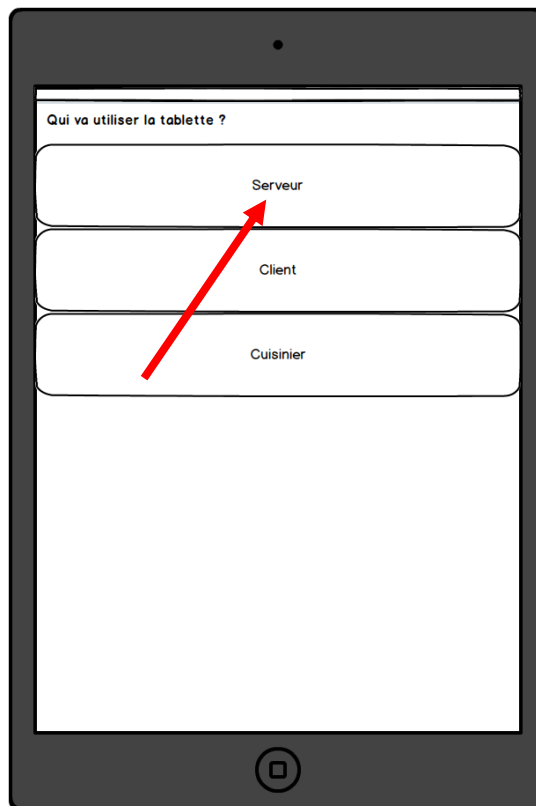 Qui va utiliser la tablette ?
Serveur
Client
Cuisinier